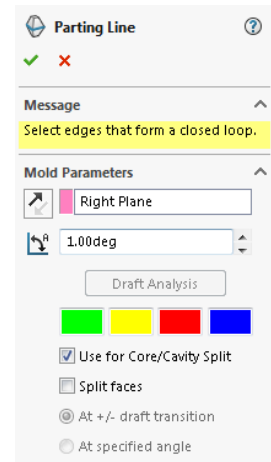 Parting Line
Message
Select edges that form a closed loop.
Mold Parameters
Right Plane
A
1.00deg
Draft Analysis
Use for Core/Cavity Split
Split faces
At +/- draft transition
At specified angle